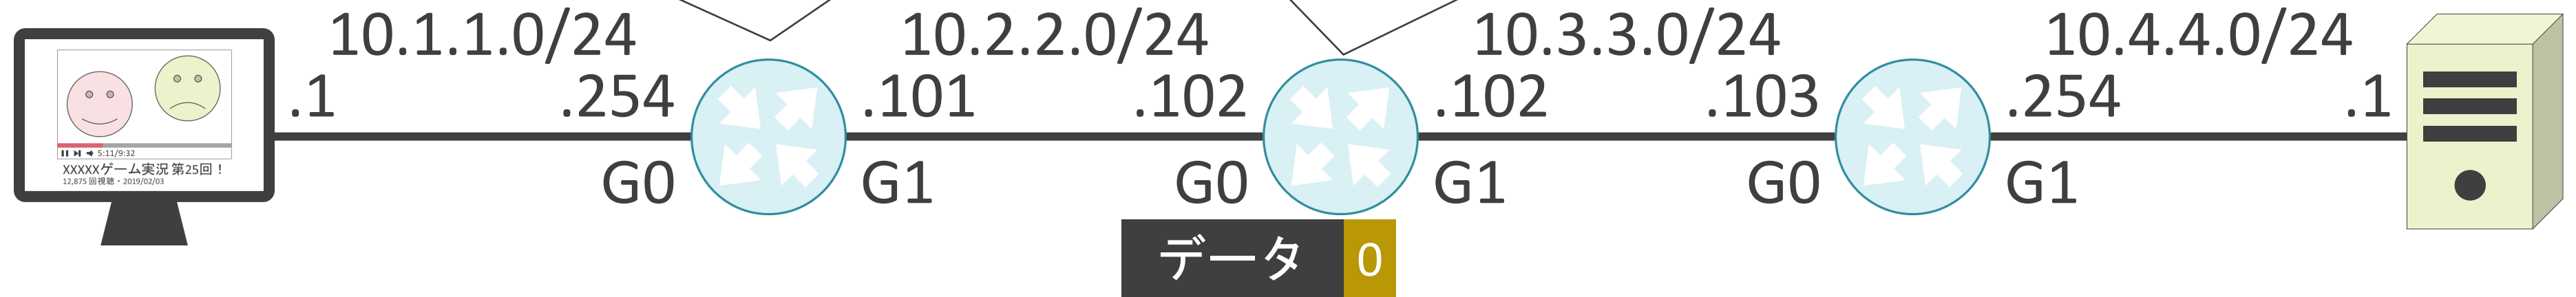 10.1.1.0/24 10.2.2.0/24 10.3.3.0/24 10.4.4.0/24
.1 .254 .101 .102 .102 .103 .254 .1
5:11/9:32
XXXXXゲーム実況 第25回！
12,875 回視聴・2019/02/03
G0 G1 G0 G1 G0 G1
データ 0